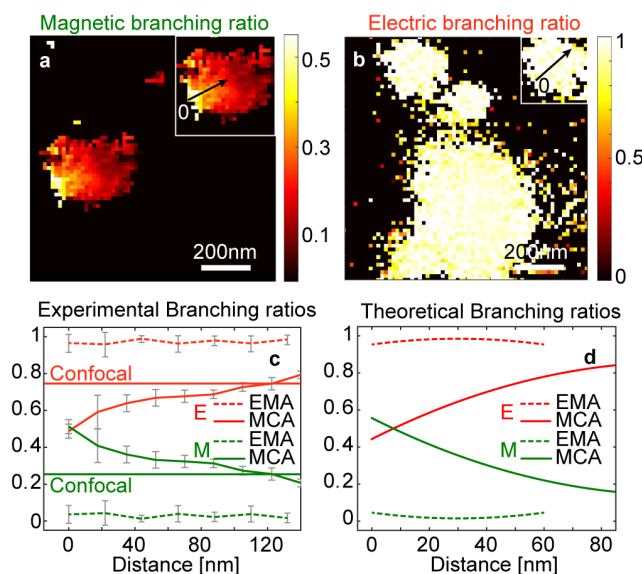 Magnetic branching ratio
Electric branching ratio
a
0
0.5
0.3
0.1
200nm
b
0
1
0.5
0
200nm
Experimental Branching ratios
Theoretical Branching ratios
1
0.8
0.6
0.4
0.2
0
c
Confocal
E
EMA
MCA
M
EMA
MCA
Confocal
0
40
80
120
Distance [nm]
1
0.8
0.6
0.4
0.2
0
d
E
EMA
MCA
M
EMA
MCA
0
20
40
60
80
Distance [nm]